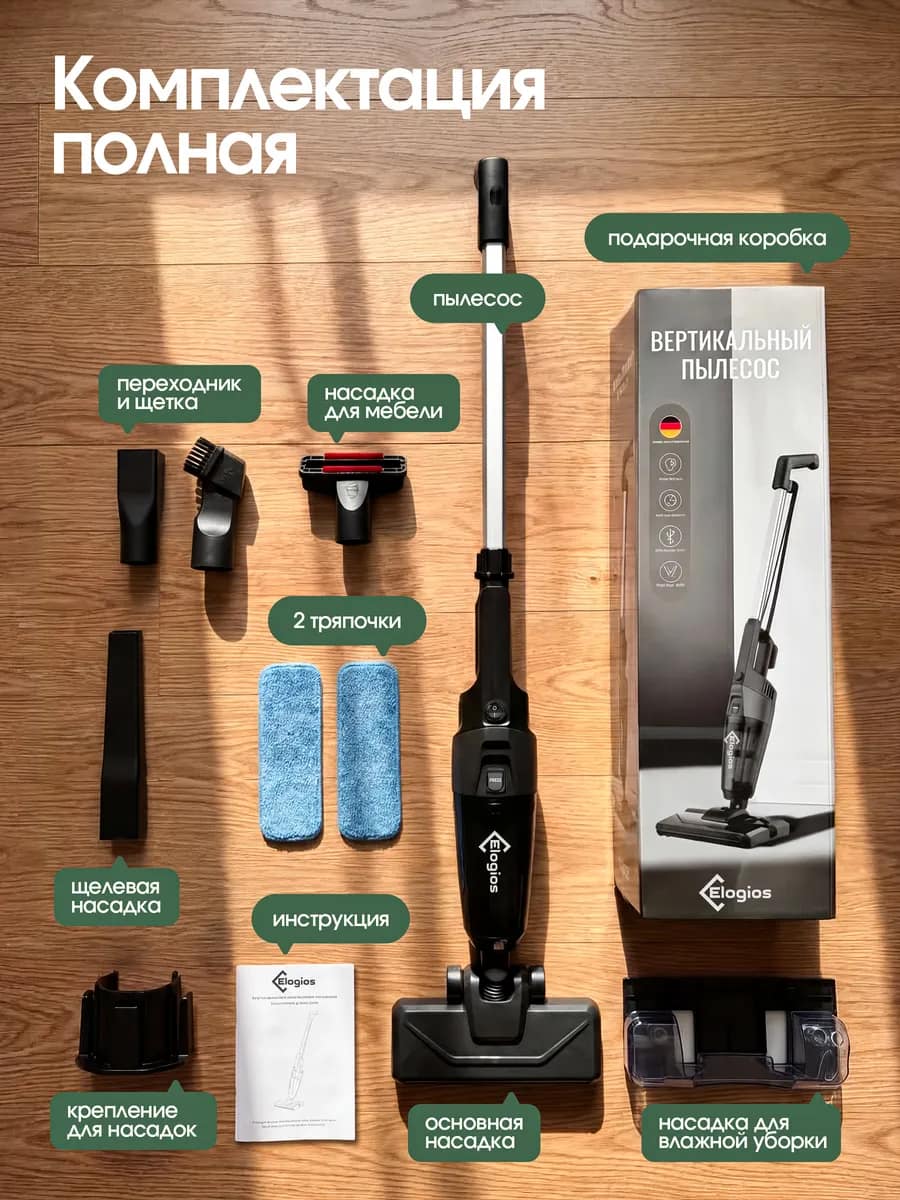 Комплектация
полная
подарочная коробка
пылесос
ВЕРТИКАЛЬНЫЙ
ПЫЛЕСОС
переходник
и щетка
насадка
для мебели
2 тряпочки
PRESS
Elogios
Elogios
щелевая
насадка
инструкция
Elogios
Elogios
крепление
для насадок
основная
насадка
насадка для
влажной уборки